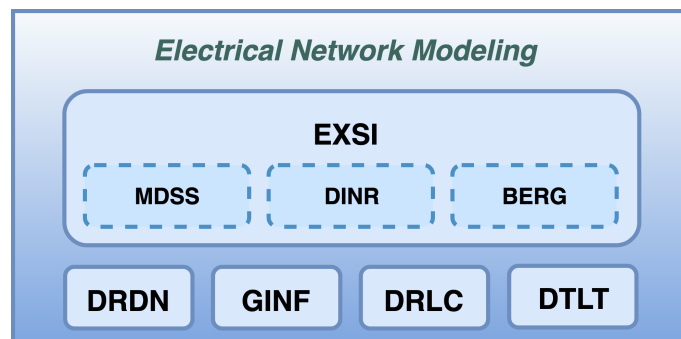 Electrical Network Modeling
EXSI
MDSS DINR BERG
DRDN GINF DRLC DTLT